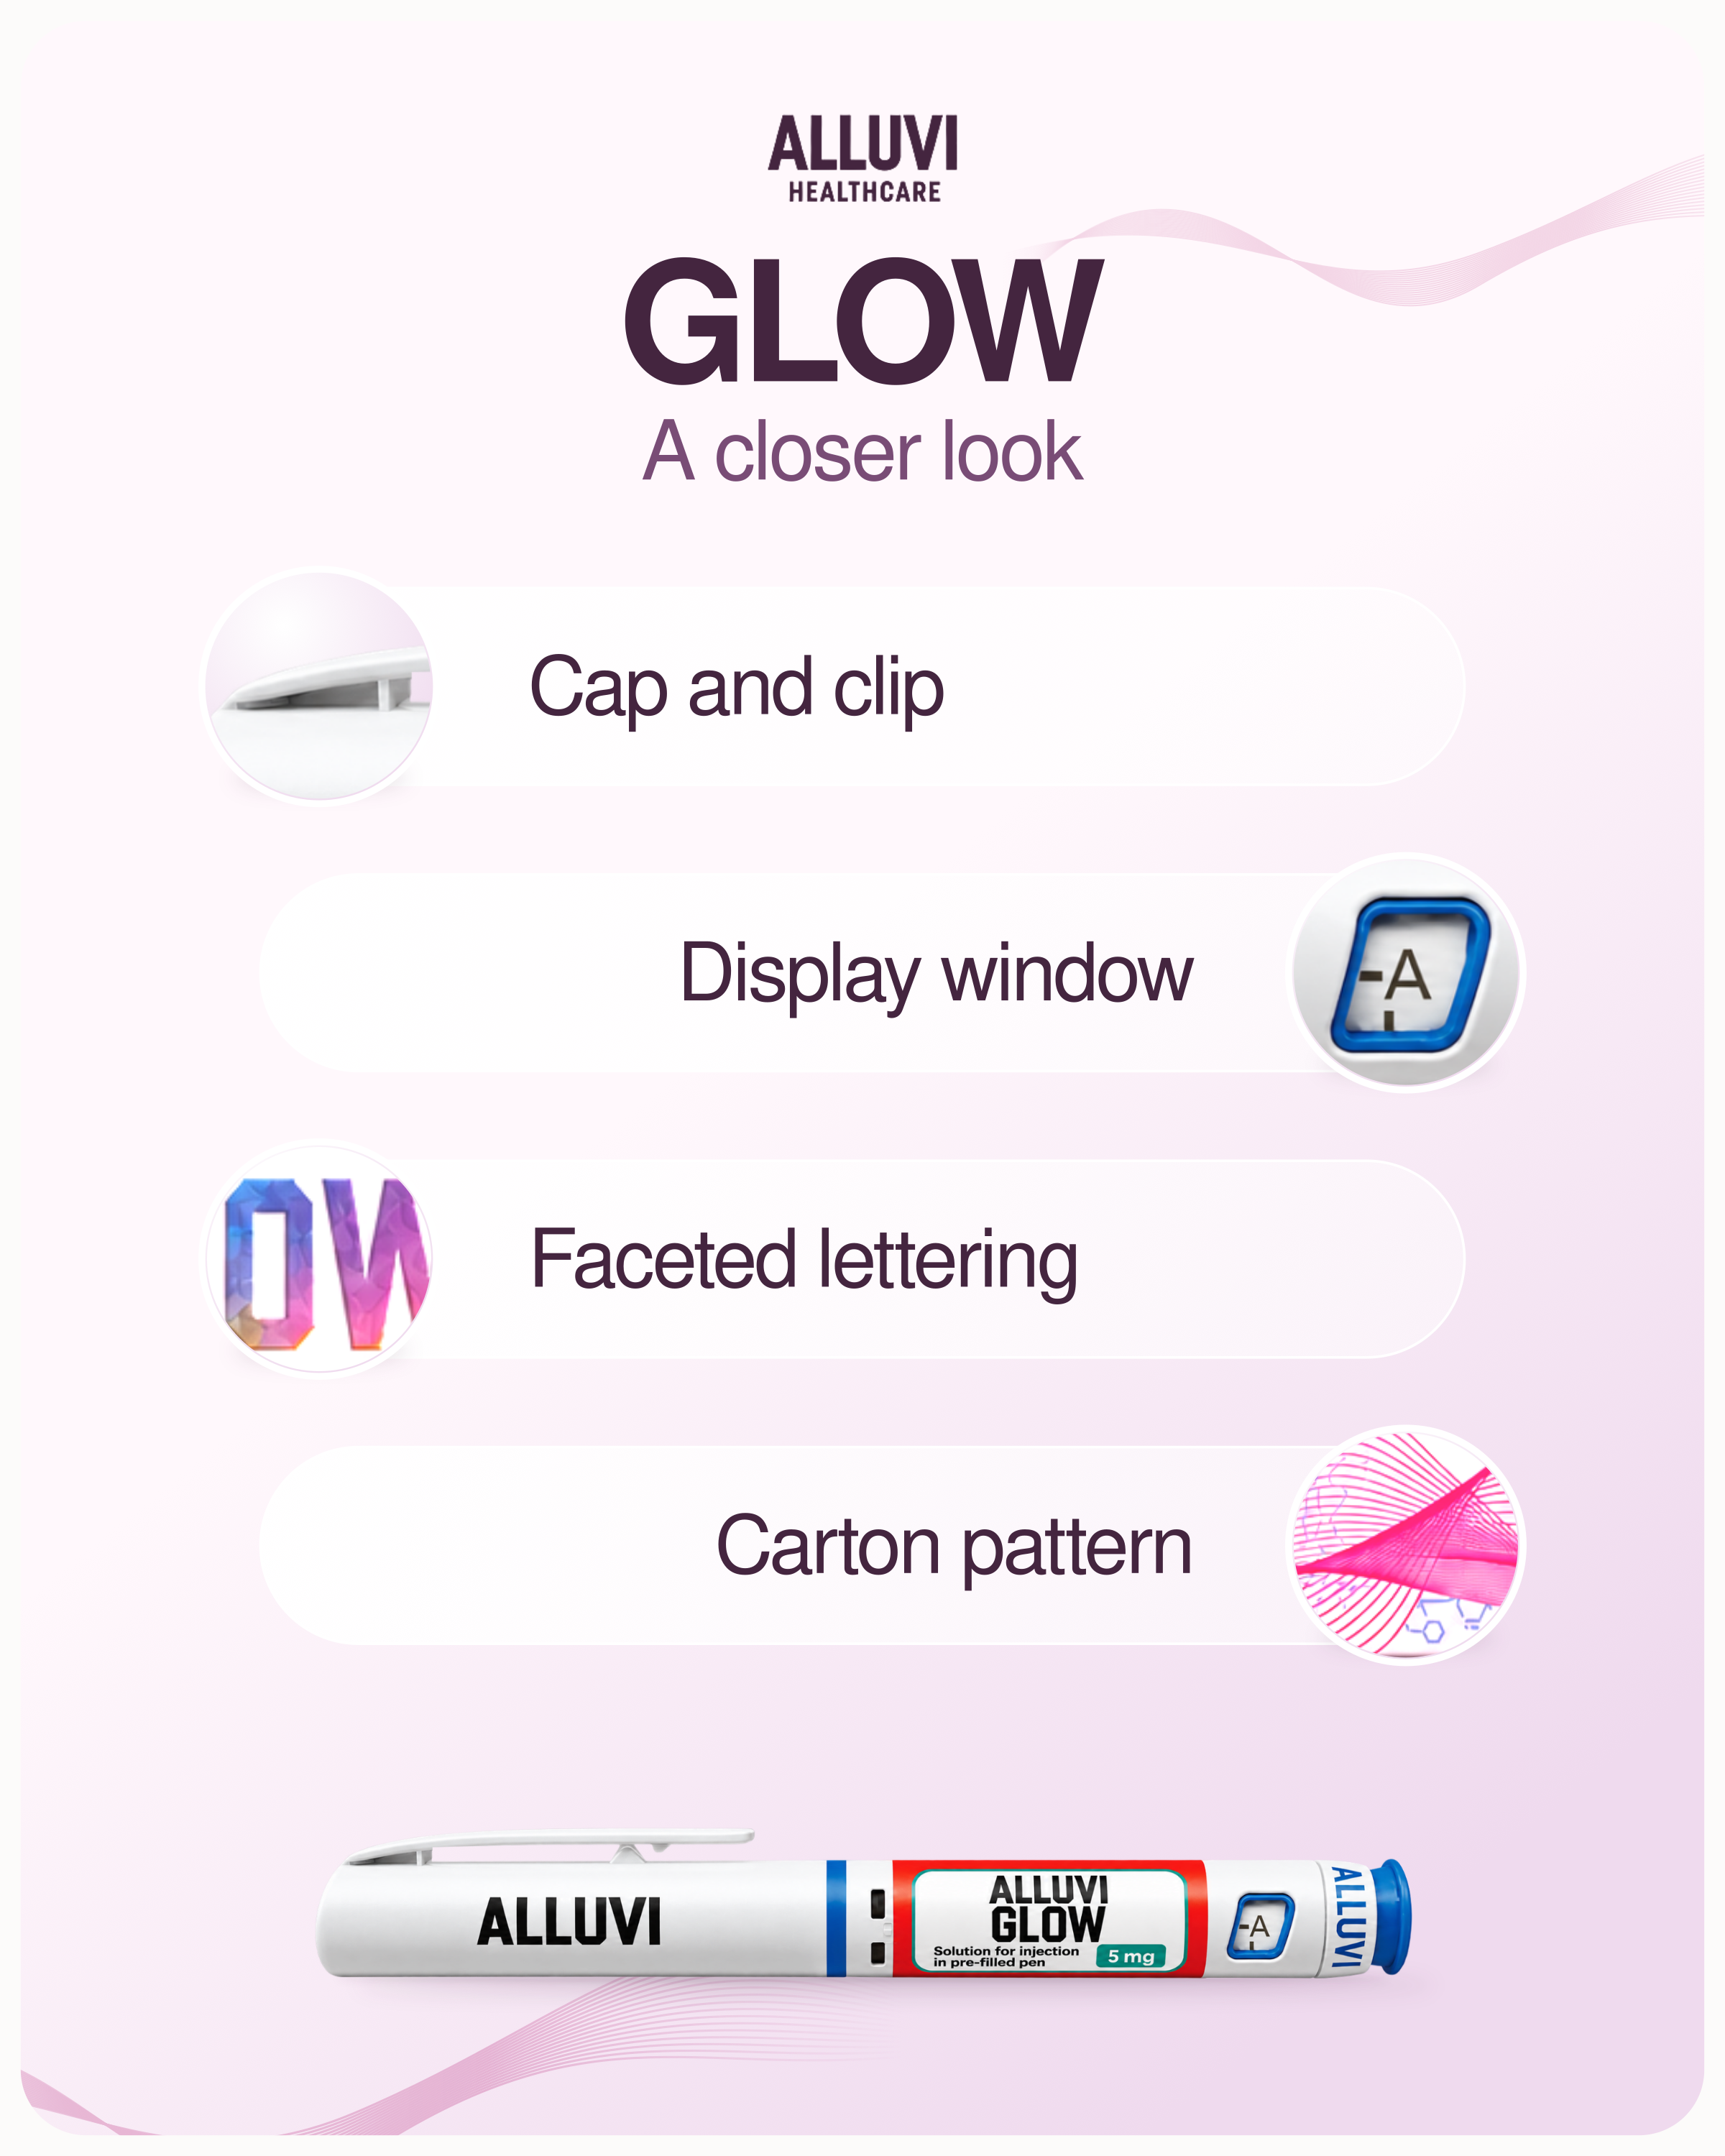 ALLUVI
HEALTHCARE
GLOW
A closer look
Cap and clip
-A
Display window
OW
Faceted lettering
Carton pattern
ALLUVI
ALLUVI
GLOW
Solution for injection
in pre-filled pen
5 mg
-A
ALLUVI